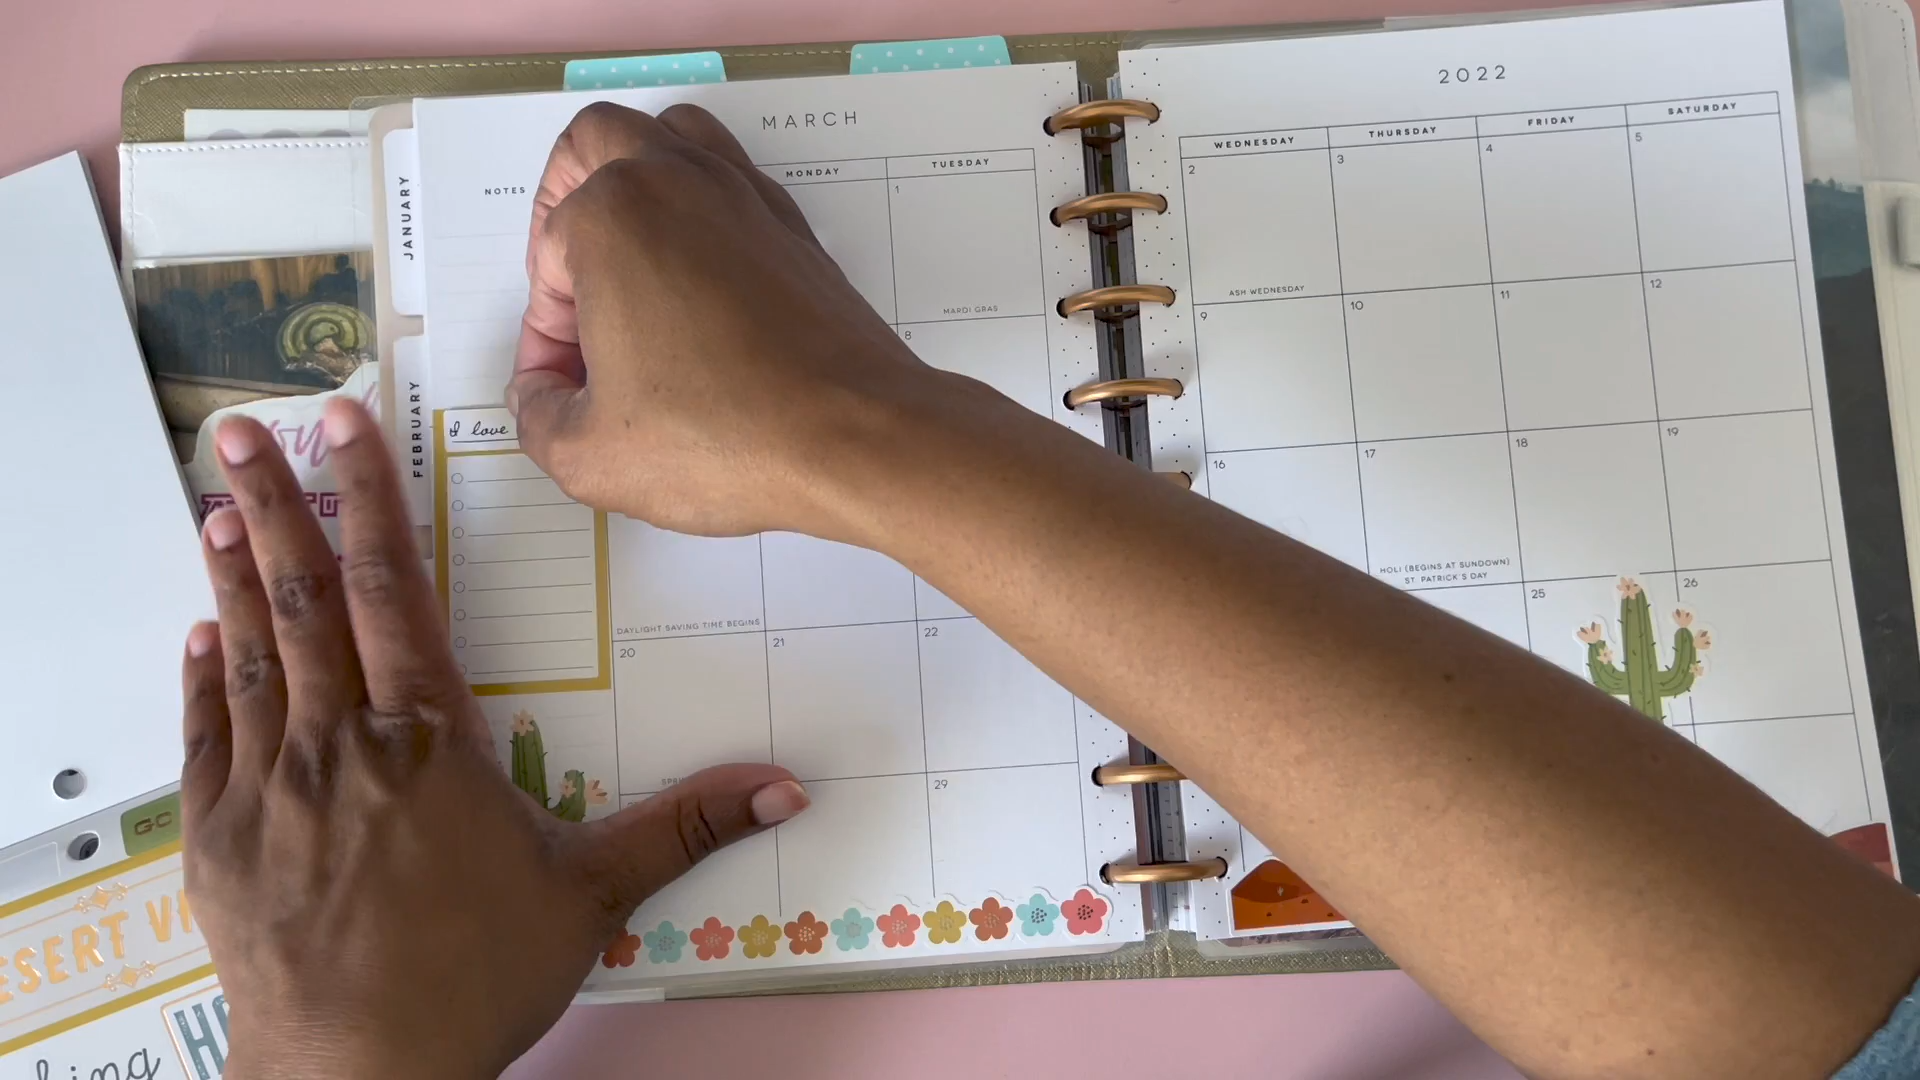 MARCH
2022
NOTES
MONDAY
TUESDAY
WEDNESDAY
THURSDAY
FRIDAY
SATURDAY
1
2
3
4
5
MARDI GRAS
ASH WEDNESDAY
8
9
10
11
12
JANUARY
FEBRUARY
I love
16
17
18
19
DAYLIGHT SAVING TIME BEGINS
HOLI (BEGINS AT SUNDOWN)
ST. PATRICK'S DAY
20
21
22
25
26
29